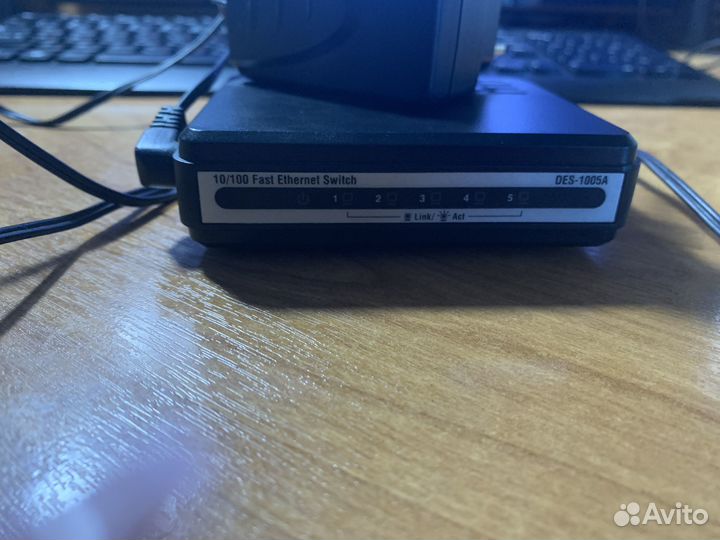 10/100 Fast Ethernet Switch DES-1005A
1 2 3 4 5
Link/ Act
Avito